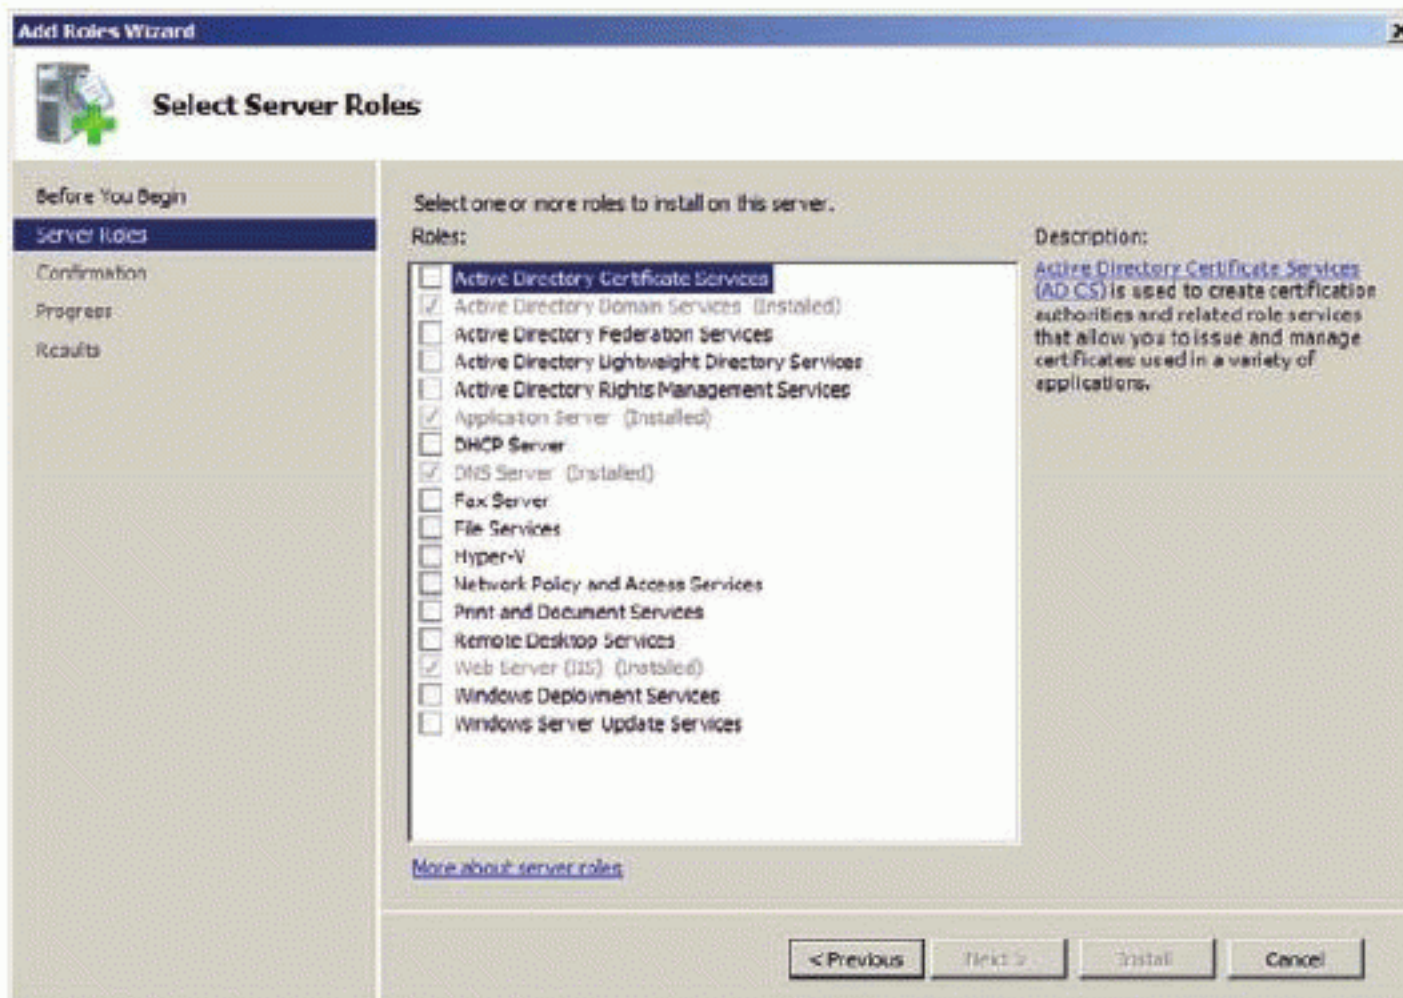 Add Roles Wizard
Select Server Roles
Before You Begin
Server Roles
Confirmation
Progress
Results
Select one or more roles to install on this server.
Roles:
Active Directory Certificate Services
Active Directory Domain Services (Installed)
Active Directory Federation Services
Active Directory Lightweight Directory Services
Active Directory Rights Management Services
Application Server (Installed)
DHCP Server
DNS Server (Installed)
Fax Server
File Services
Hyper-V
Network Policy and Access Services
Print and Document Services
Remote Desktop Services
Web Server (IIS) (Installed)
Windows Deployment Services
Windows Server Update Services
More about server roles
Description:
Active Directory Certificate Services
(AD CS) is used to create certification
authorities and related role services
that allow you to issue and manage
certificates used in a variety of
applications.
< Previous
Next >
Install
Cancel